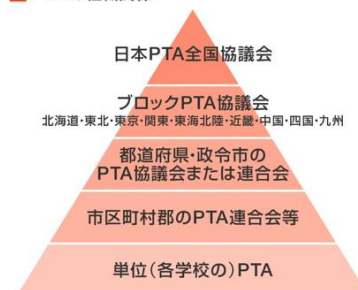 日本PTA全国協議会
ブロックPTA協議会
北海道・東北・東京・関東・東海北陸・近畿・中国・四国・九州
都道府県・政令市の
PTA協議会または連合会
市区町村郡のPTA連合会等
単位（各学校の）PTA